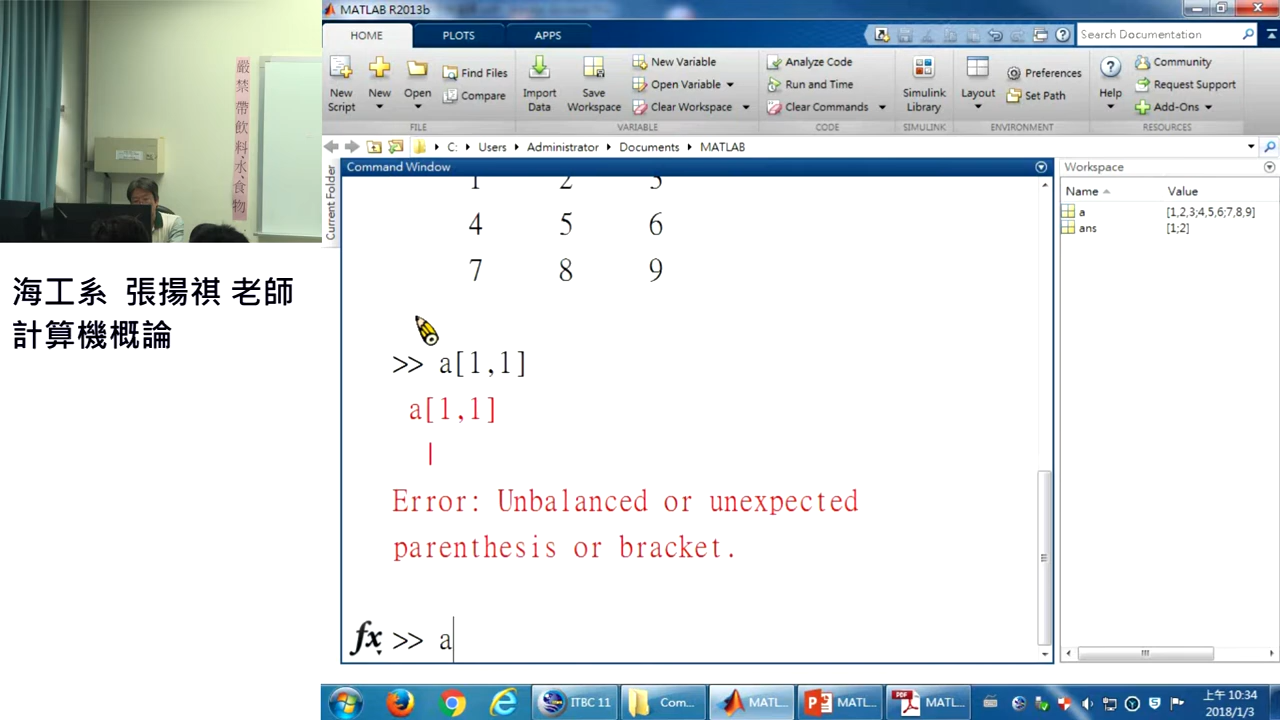 嚴禁帶飲料、水、食物
海工系 張揚祺 老師
計算機概論
MATLAB R2013b
HOME PLOTS APPS
Search Documentation
New Script
New
Open
Find Files
Compare
FILE
Import Data
Save Workspace
New Variable
Open Variable
Clear Workspace
VARIABLE
Analyze Code
Run and Time
Clear Commands
CODE
Simulink Library
SIMULINK
Layout
Preferences
Set Path
ENVIRONMENT
Help
Community
Request Support
Add-Ons
RESOURCES
C: Users Administrator Documents MATLAB
Current Folder
Command Window
1 2 3
4 5 6
7 8 9
>> a[1,1]
a[1,1]
|
Error: Unbalanced or unexpected
parenthesis or bracket.
fx >> a
Workspace
Name Value
a [1,2,3;4,5,6;7,8,9]
ans [1;2]
ITBC 11 Com... MATL... MATL... MATL...
上午 10:34
2018/1/3